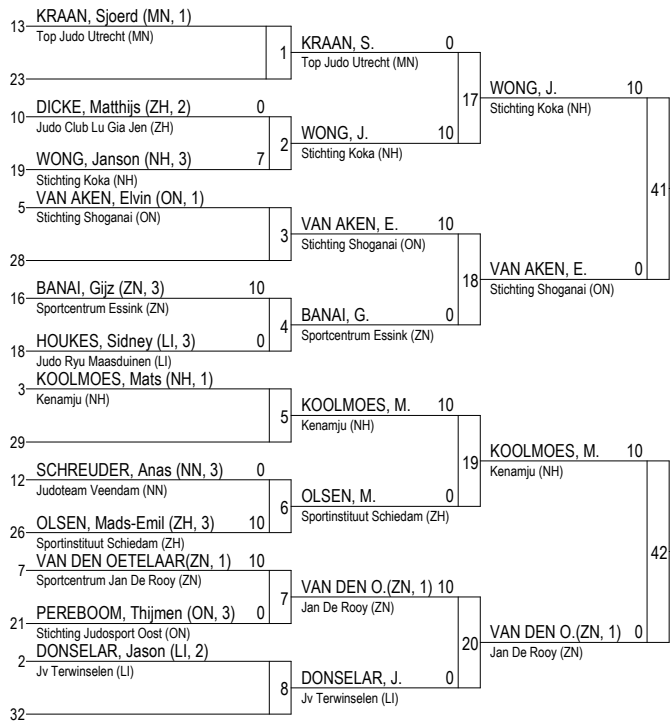 13 KRAAN, Sjoerd (MN, 1)
Top Judo Utrecht (MN)
1
23
10 DICKE, Matthijs (ZH, 2) 0
Judo Club Lu Gia Jen (ZH)
2
19 WONG, Janson (NH, 3) 7
Stichting Koka (NH)
5 VAN AKEN, Elvin (ON, 1)
Stichting Shoganai (ON)
3
28
16 BANAI, Gijz (ZN, 3) 10
Sportcentrum Essink (ZN)
4
18 HOUKES, Sidney (LI, 3) 0
Judo Ryu Maasduinen (LI)
3 KOOLMOES, Mats (NH, 1)
Kenamju (NH)
5
29
12 SCHREUDER, Anas (NN, 3) 0
Judoteam Veendam (NN)
6
26 OLSEN, Mads-Emil (ZH, 3) 10
Sportinstituut Schiedam (ZH)
7 VAN DEN OETELAAR(ZN, 1) 10
Sportcentrum Jan De Rooy (ZN)
7
21 PEREBOOM, Thijmen (ON, 3) 0
Stichting Judosport Oost (ON)
2 DONSELAR, Jason (LI, 2)
Jv Terwinselen (LI)
8
32
KRAAN, S. 0
Top Judo Utrecht (MN)
17
WONG, J. 10
Stichting Koka (NH)
VAN AKEN, E. 10
Stichting Shoganai (ON)
18
BANAI, G. 0
Sportcentrum Essink (ZN)
KOOLMOES, M. 10
Kenamju (NH)
19
OLSEN, M. 0
Sportinstituut Schiedam (ZH)
VAN DEN O.(ZN, 1) 10
Jan De Rooy (ZN)
20
DONSELAR, J. 0
Jv Terwinselen (LI)
WONG, J. 10
Stichting Koka (NH)
41
VAN AKEN, E. 0
Stichting Shoganai (ON)
KOOLMOES, M. 10
Kenamju (NH)
42
VAN DEN O.(ZN, 1) 0
Jan De Rooy (ZN)